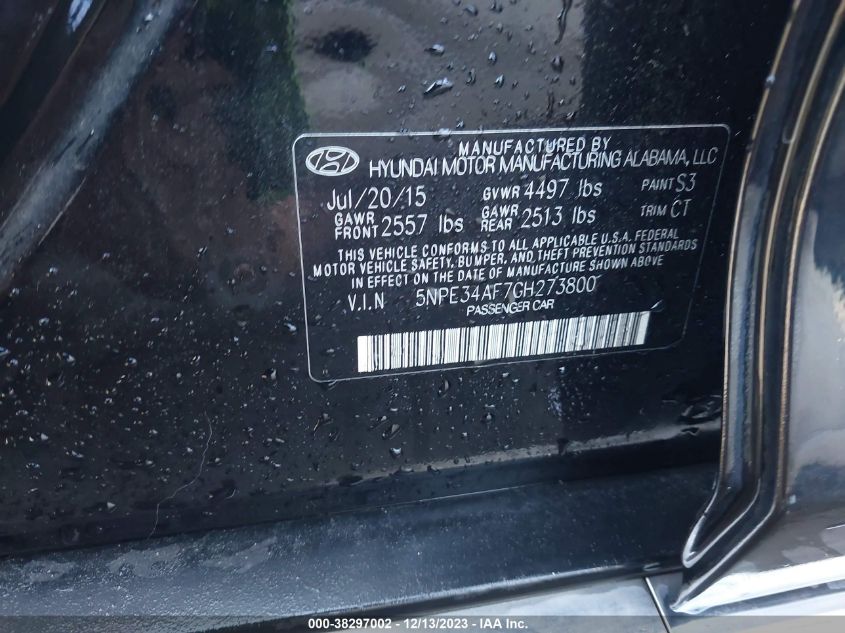 MANUFACTURED BY
HYUNDAI MOTOR MANUFACTURING ALABAMA, LLC
Jul/20/15 GVWR 4497 lbs PAINT S3
GAWR FRONT 2557 lbs GAWR REAR 2513 lbs TRIM CT
THIS VEHICLE CONFORMS TO ALL APPLICABLE U.S.A. FEDERAL
MOTOR VEHICLE SAFETY, BUMPER, AND THEFT PREVENTION STANDARDS
IN EFFECT ON THE DATE OF MANUFACTURE SHOWN ABOVE
V.I.N 5NPE34AF7GH273800
PASSENGER CAR
000-38297002 - 12/13/2023 - IAA Inc.